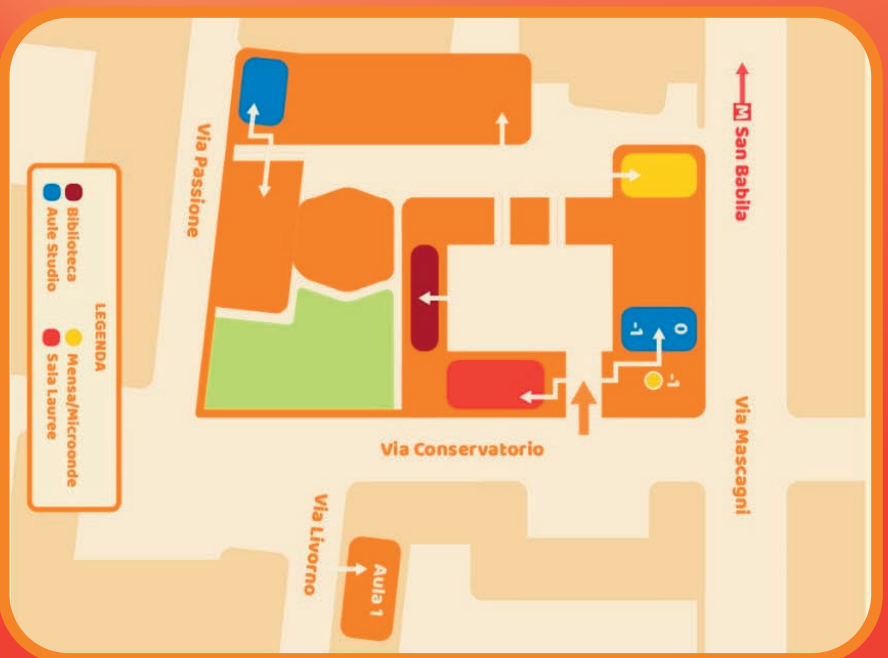 M San Babila
Via Mascagni
Via Passione
0
-1
-1
Via Conservatorio
Via Livorno
Aula 1
LEGENDA
Biblioteca
Aule Studio
Mensa/Microonde
Sala Lauree